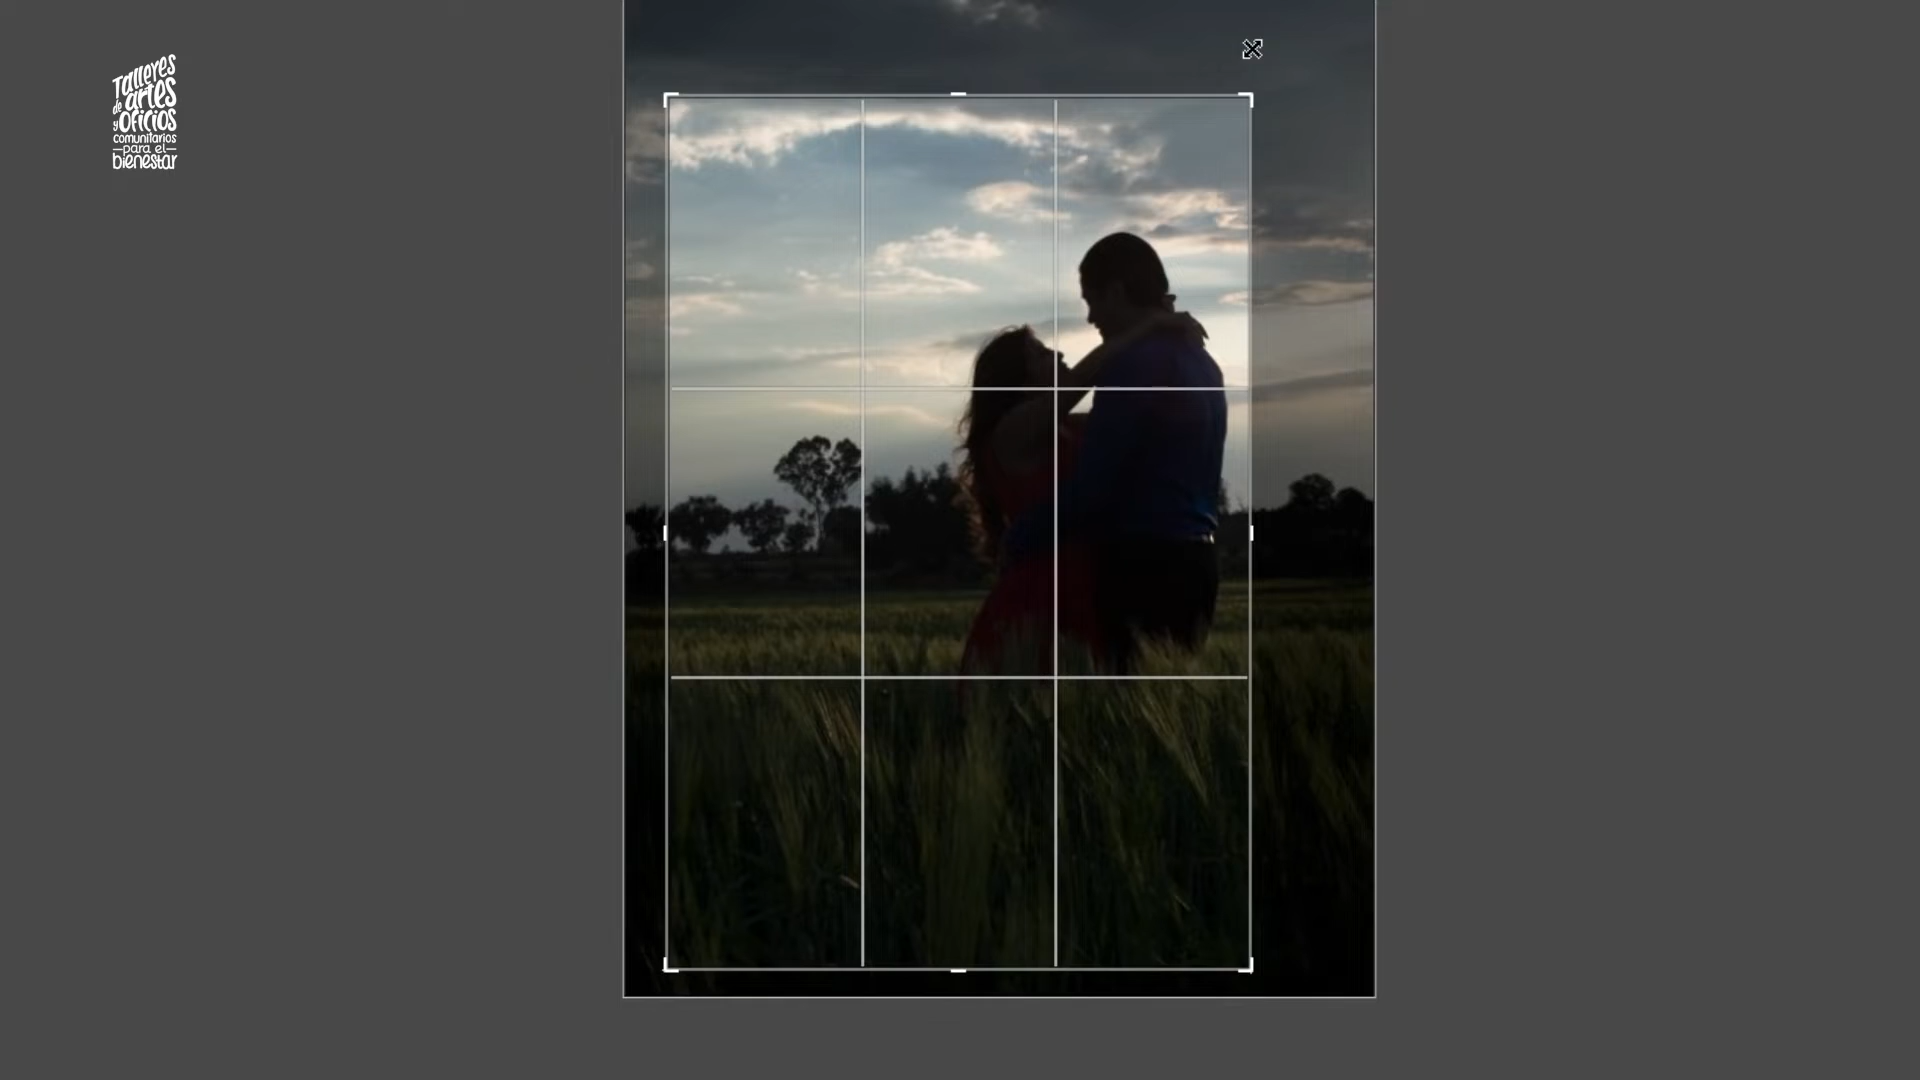 Talleres
de artes
y oficios
comunitarios
—para el—
bienestar